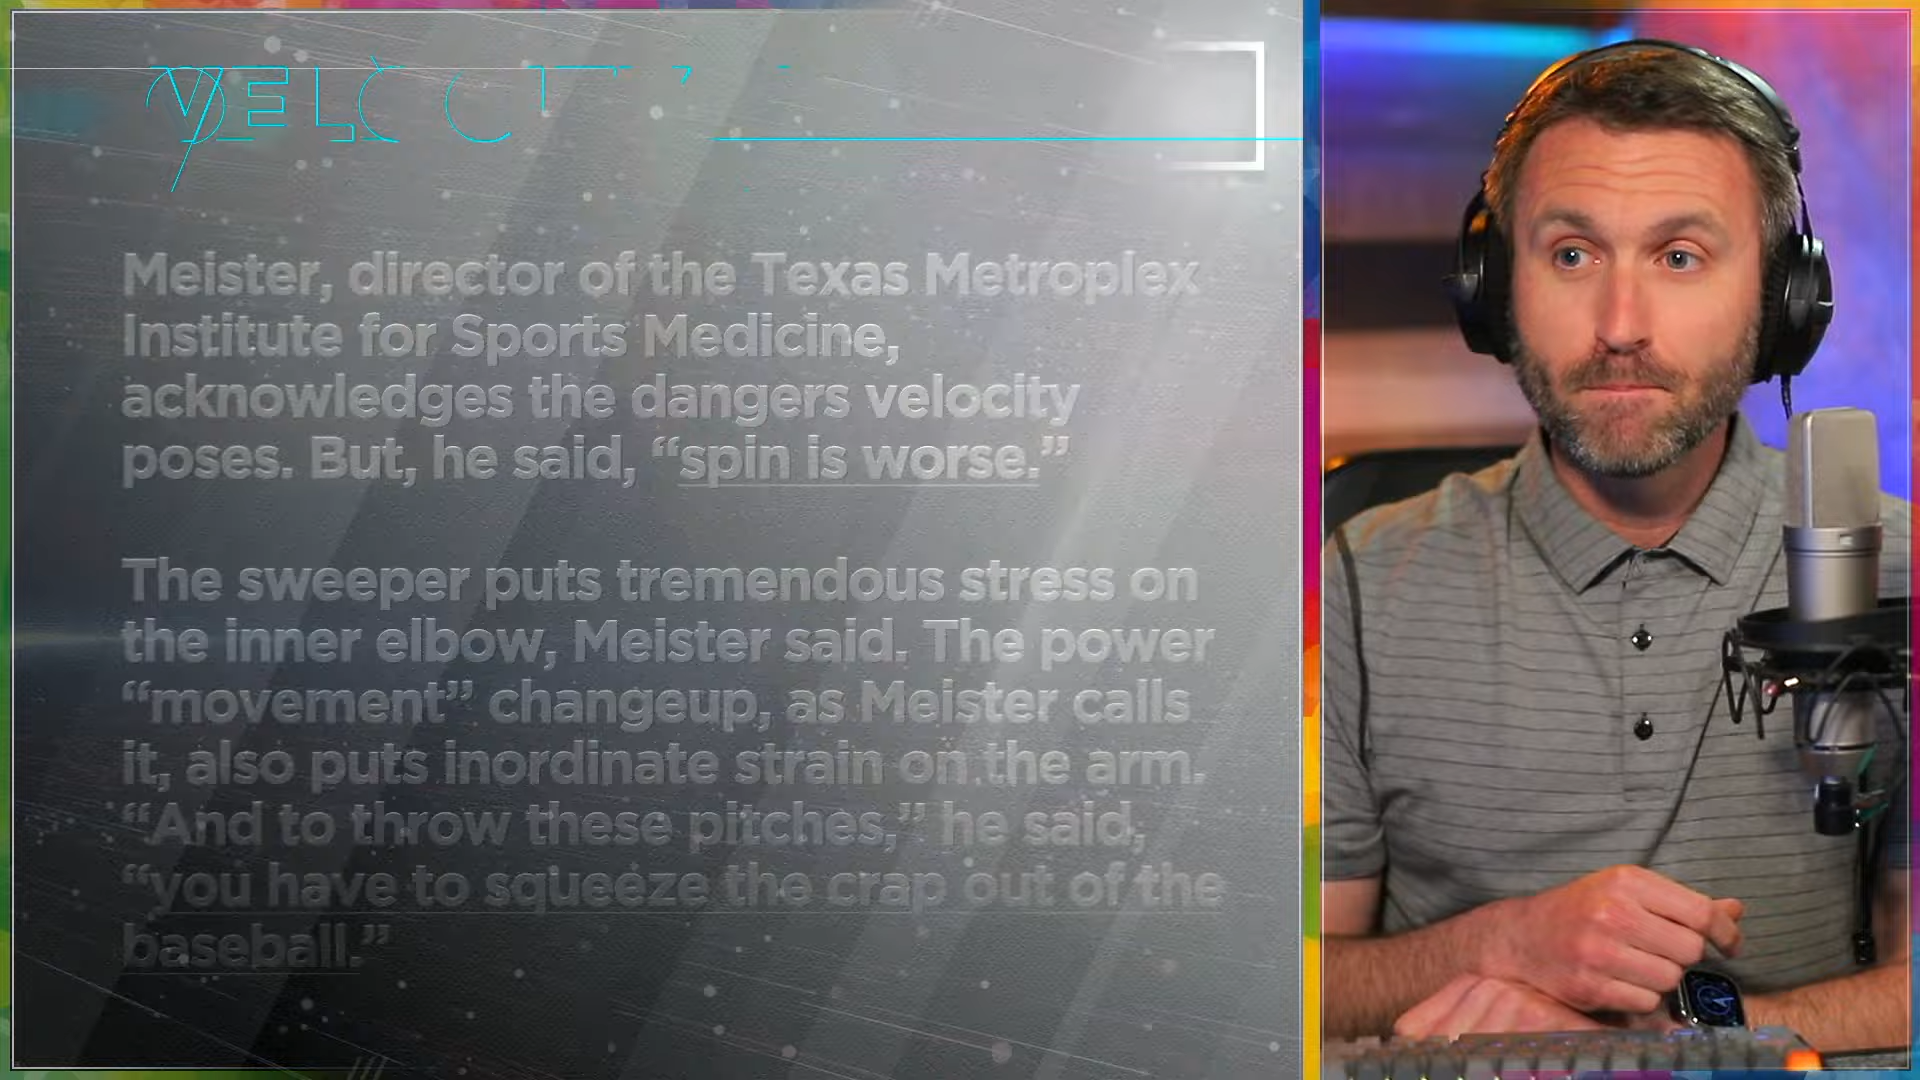 Meister, director of the Texas Metroplex
Institute for Sports Medicine,
acknowledges the dangers velocity
poses. But, he said, “spin is worse.”
The sweeper puts tremendous stress on
the inner elbow, Meister said. The power
“movement” changeup, as Meister calls
it, also puts inordinate strain on the arm.
“And to throw these pitches,” he said,
“you have to squeeze the crap out of the
baseball.”